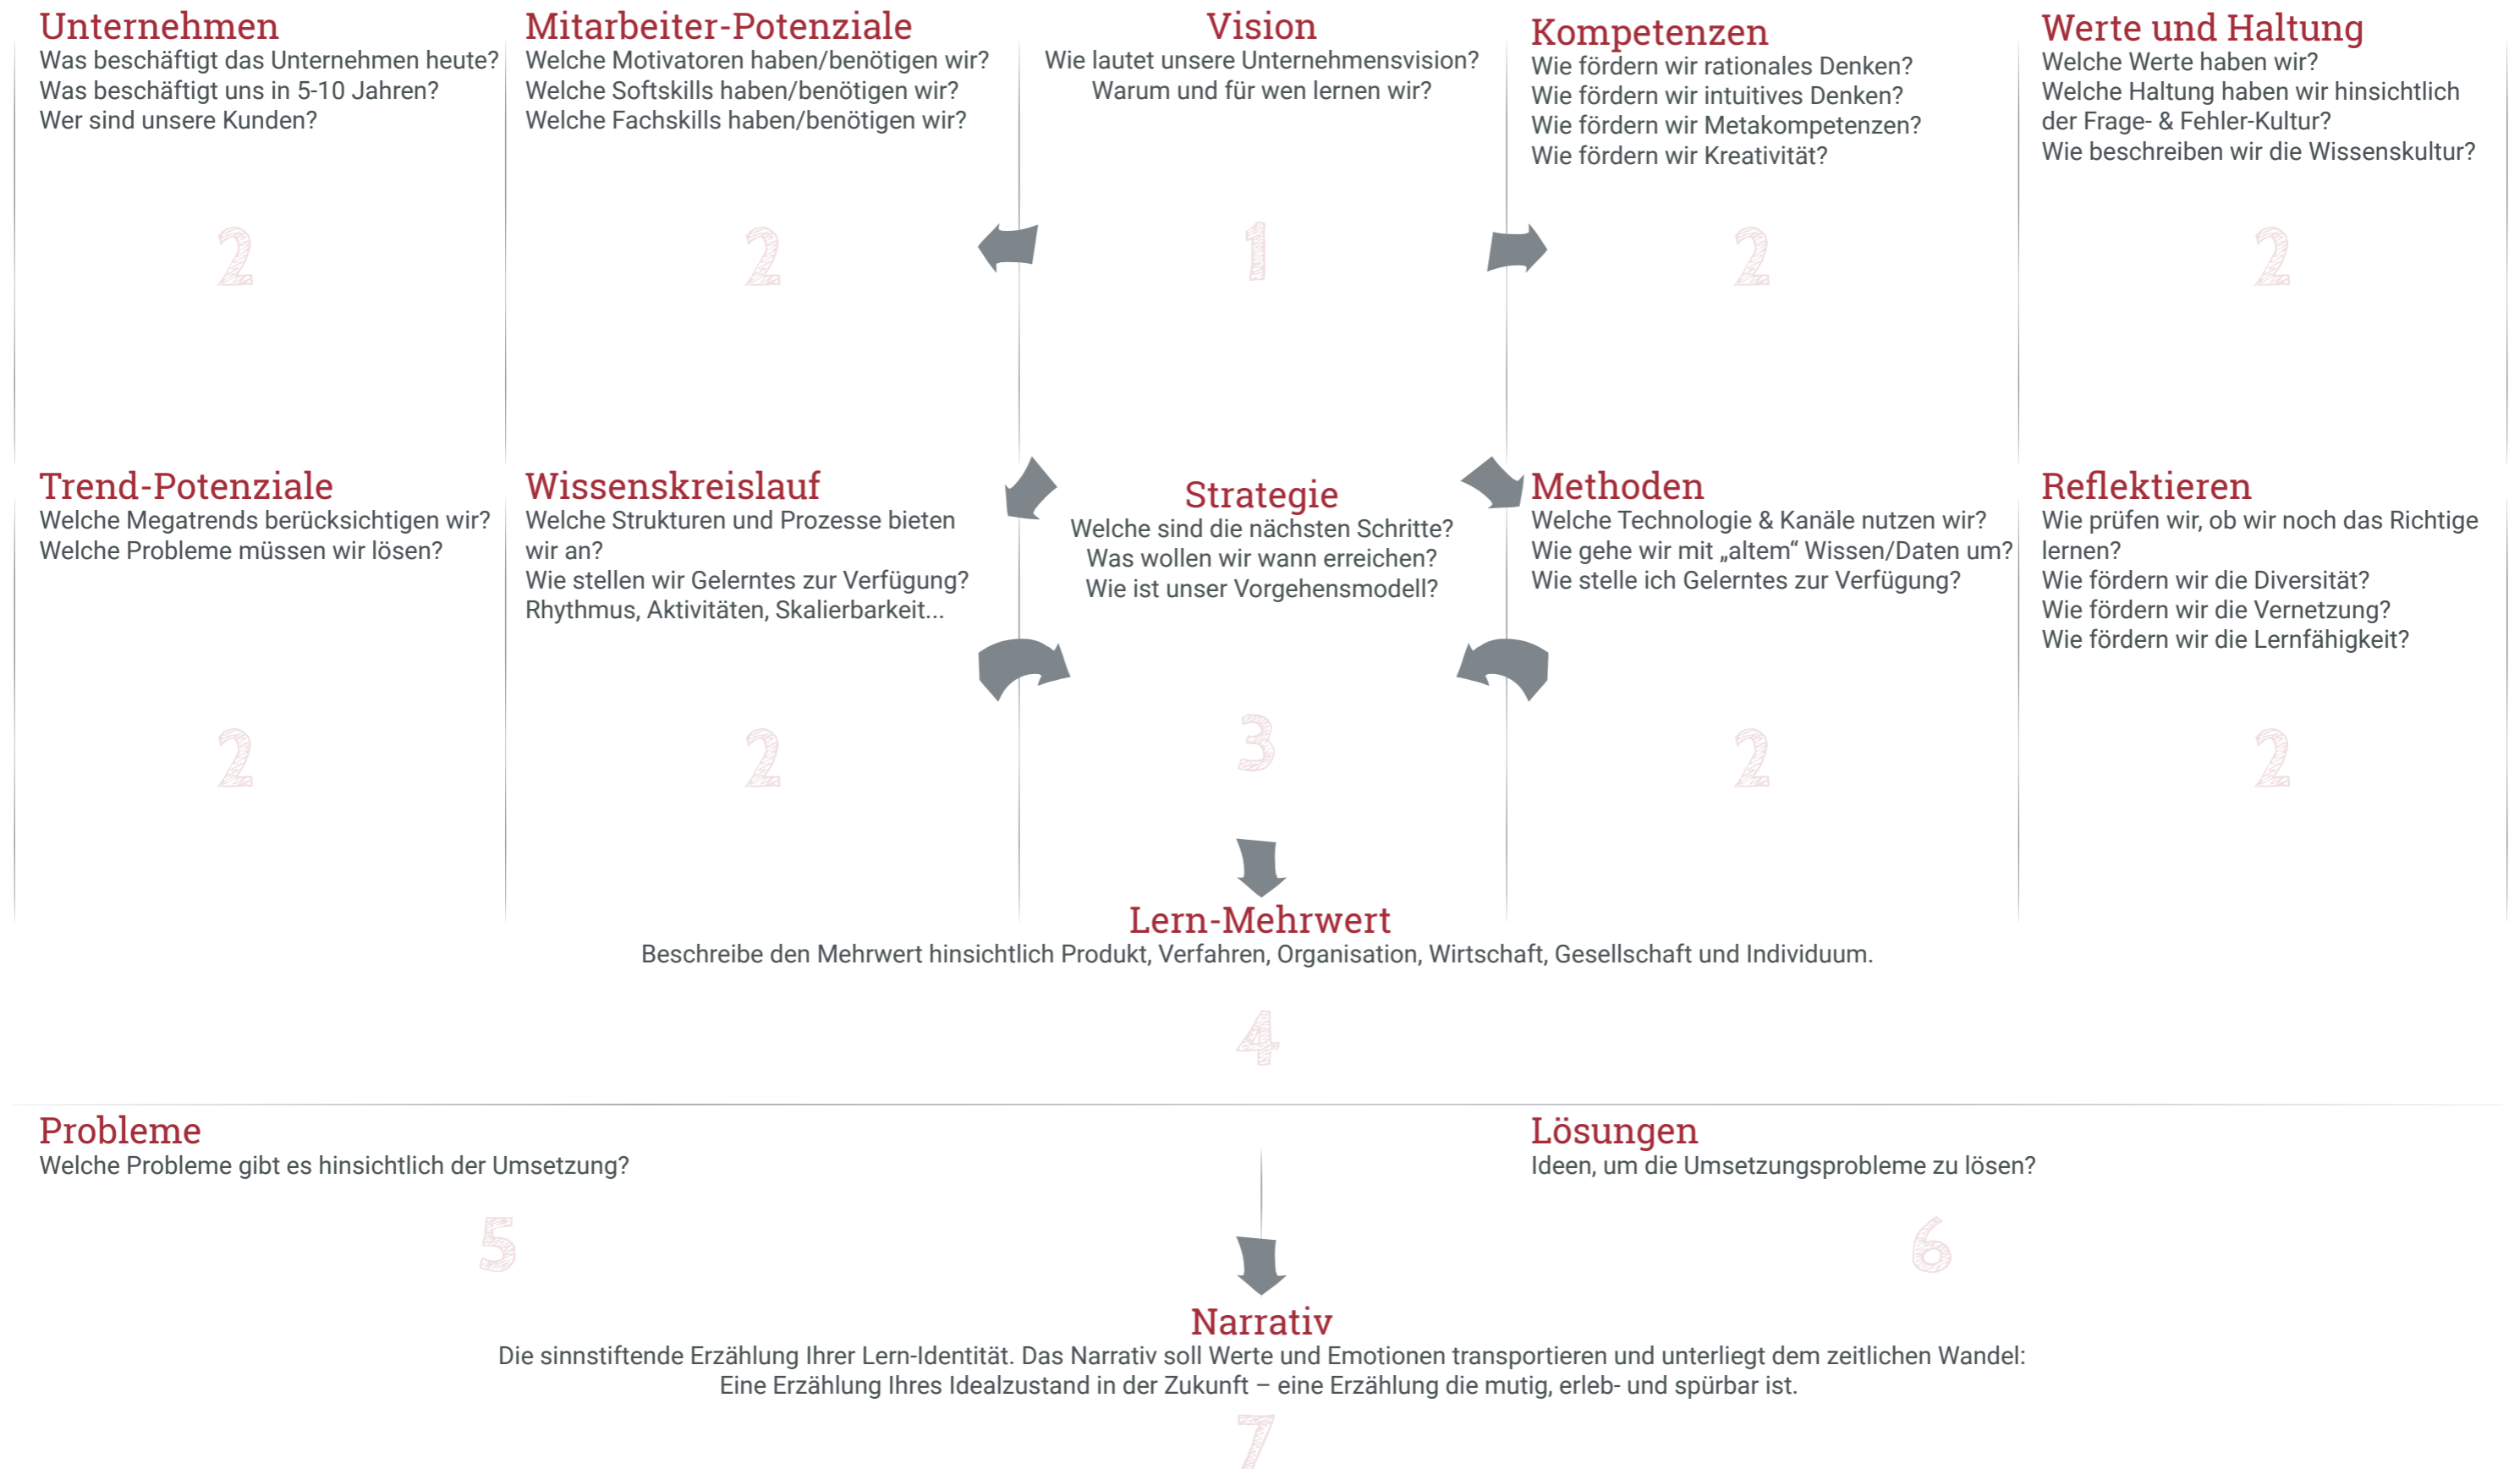 Unternehmen
Was beschäftigt das Unternehmen heute?
Was beschäftigt uns in 5-10 Jahren?
Wer sind unsere Kunden?
2
Mitarbeiter-Potenziale
Welche Motivatoren haben/benötigen wir?
Welche Softskills haben/benötigen wir?
Welche Fachskills haben/benötigen wir?
2
Vision
Wie lautet unsere Unternehmensvision?
Warum und für wen lernen wir?
1
Kompetenzen
Wie fördern wir rationales Denken?
Wie fördern wir intuitives Denken?
Wie fördern wir Metakompetenzen?
Wie fördern wir Kreativität?
2
Werte und Haltung
Welche Werte haben wir?
Welche Haltung haben wir hinsichtlich
der Frage- & Fehler-Kultur?
Wie beschreiben wir die Wissenskultur?
2
Trend-Potenziale
Welche Megatrends berücksichtigen wir?
Welche Probleme müssen wir lösen?
2
Wissenskreislauf
Welche Strukturen und Prozesse bieten
wir an?
Wie stellen wir Gelerntes zur Verfügung?
Rhythmus, Aktivitäten, Skalierbarkeit...
2
Strategie
Welche sind die nächsten Schritte?
Was wollen wir wann erreichen?
Wie ist unser Vorgehensmodell?
3
Methoden
Welche Technologie & Kanäle nutzen wir?
Wie gehe wir mit „altem“ Wissen/Daten um?
Wie stelle ich Gelerntes zur Verfügung?
2
Reflektieren
Wie prüfen wir, ob wir noch das Richtige
lernen?
Wie fördern wir die Diversität?
Wie fördern wir die Vernetzung?
Wie fördern wir die Lernfähigkeit?
2
Lern-Mehrwert
Beschreibe den Mehrwert hinsichtlich Produkt, Verfahren, Organisation, Wirtschaft, Gesellschaft und Individuum.
4
Probleme
Welche Probleme gibt es hinsichtlich der Umsetzung?
5
Lösungen
Ideen, um die Umsetzungsprobleme zu lösen?
6
Narrativ
Die sinnstiftende Erzählung Ihrer Lern-Identität. Das Narrativ soll Werte und Emotionen transportieren und unterliegt dem zeitlichen Wandel:
Eine Erzählung Ihres Idealzustand in der Zukunft – eine Erzählung die mutig, erleb- und spürbar ist.
7